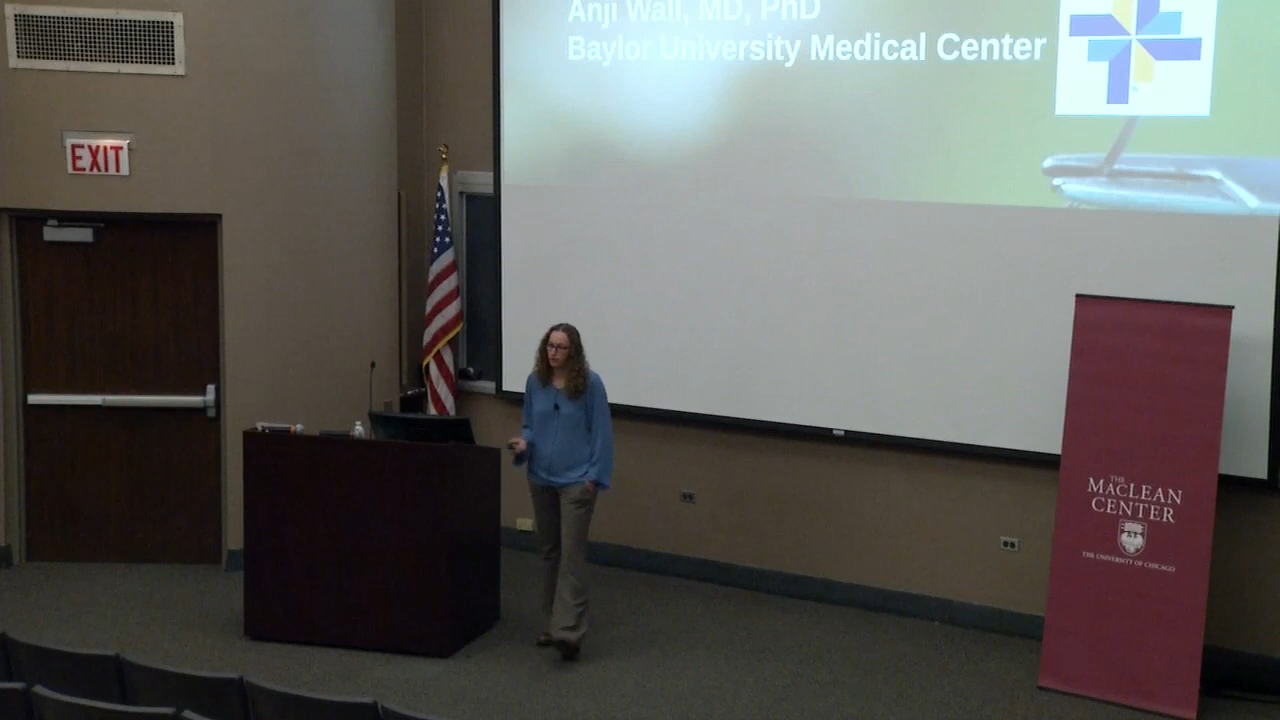 Anji Wall, MD, PhD
Baylor University Medical Center
EXIT
THE
MACLEAN
CENTER
THE UNIVERSITY OF CHICAGO